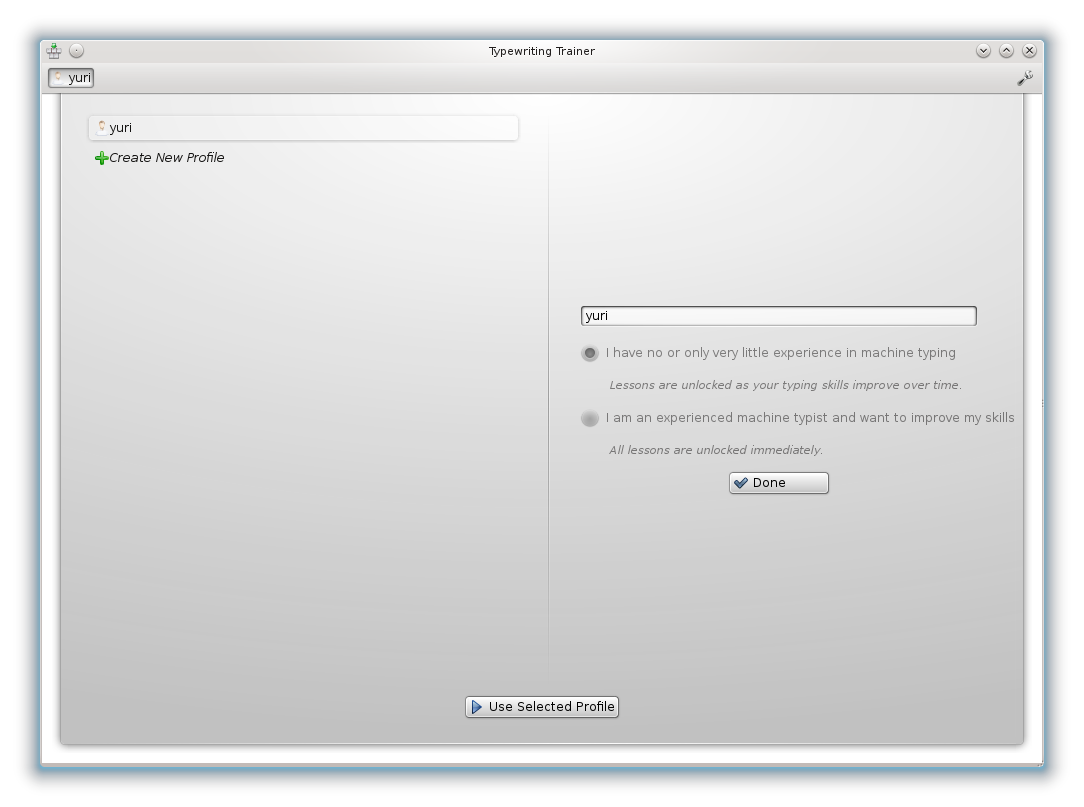 Typewriting Trainer
yuri
yuri
Create New Profile
yuri
I have no or only very little experience in machine typing
Lessons are unlocked as your typing skills improve over time.
I am an experienced machine typist and want to improve my skills
All lessons are unlocked immediately.
Done
Use Selected Profile